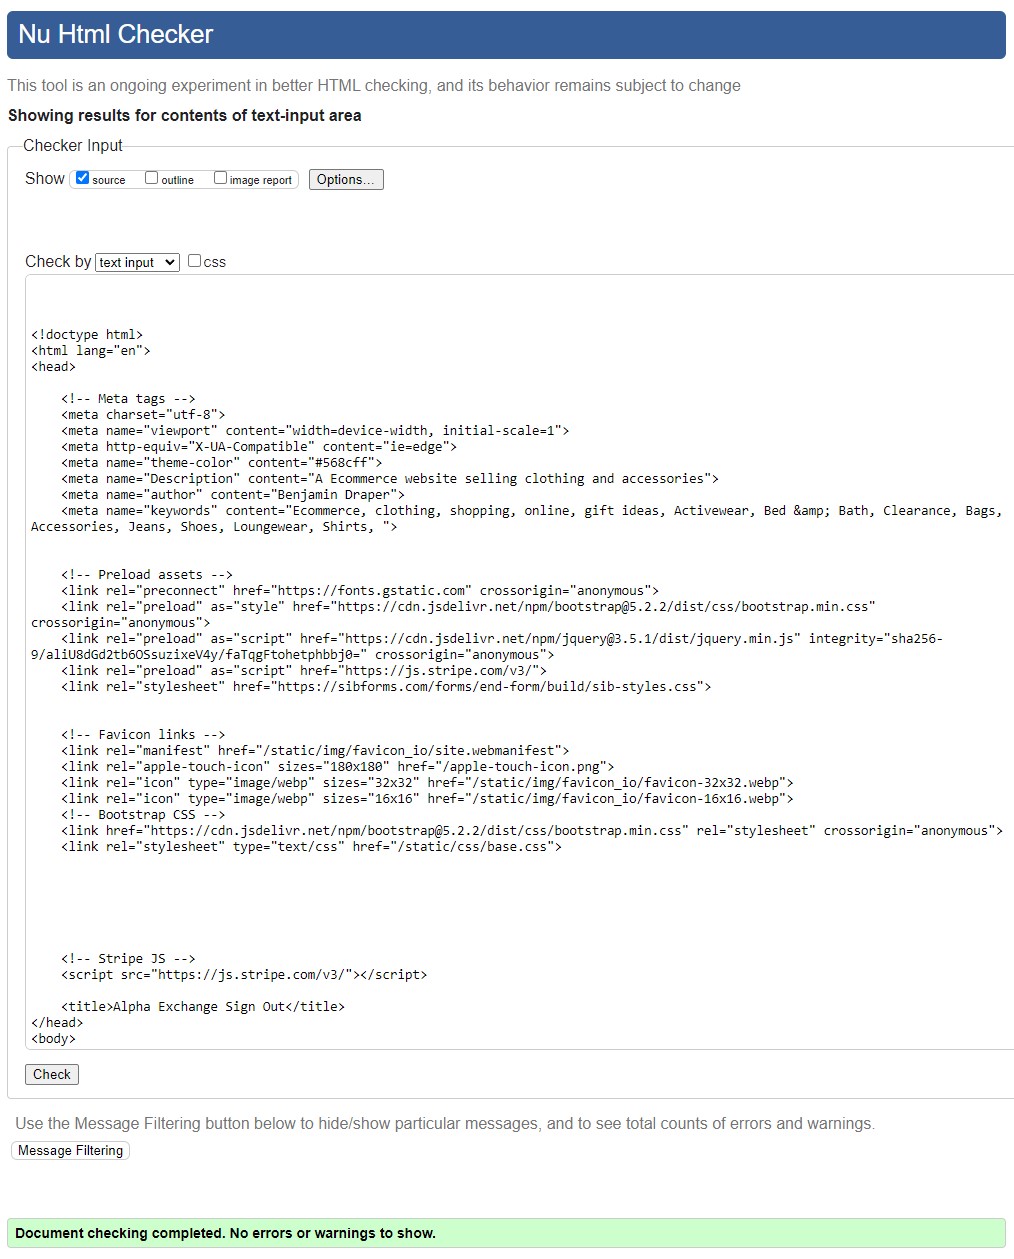 Nu Html Checker
This tool is an ongoing experiment in better HTML checking, and its behavior remains subject to change
Showing results for contents of text-input area
Checker Input
Show source outline image report Options...
Check by text input css
<!doctype html>
<html lang="en">
<head>
<!-- Meta tags -->
<meta charset="utf-8">
<meta name="viewport" content="width=device-width, initial-scale=1">
<meta http-equiv="X-UA-Compatible" content="ie=edge">
<meta name="theme-color" content="#568cff">
<meta name="Description" content="A Ecommerce website selling clothing and accessories">
<meta name="author" content="Benjamin Draper">
<meta name="keywords" content="Ecommerce, clothing, shopping, online, gift ideas, Activewear, Bed &amp; Bath, Clearance, Bags,
Accessories, Jeans, Shoes, Loungewear, Shirts, ">
<!-- Preload assets -->
<link rel="preconnect" href="https://fonts.gstatic.com" crossorigin="anonymous">
<link rel="preload" as="style" href="https://cdn.jsdelivr.net/npm/bootstrap@5.2.2/dist/css/bootstrap.min.css"
crossorigin="anonymous">
<link rel="preload" as="script" href="https://cdn.jsdelivr.net/npm/jquery@3.5.1/dist/jquery.min.js" integrity="sha256-
9/aliU8dGd2tb6OSsuzixeV4y/faTqgFtohetphbbj0=" crossorigin="anonymous">
<link rel="preload" as="script" href="https://js.stripe.com/v3/">
<link rel="stylesheet" href="https://sibforms.com/forms/end-form/build/sib-styles.css">
<!-- Favicon links -->
<link rel="manifest" href="/static/img/favicon_io/site.webmanifest">
<link rel="apple-touch-icon" sizes="180x180" href="/apple-touch-icon.png">
<link rel="icon" type="image/webp" sizes="32x32" href="/static/img/favicon_io/favicon-32x32.webp">
<link rel="icon" type="image/webp" sizes="16x16" href="/static/img/favicon_io/favicon-16x16.webp">
<!-- Bootstrap CSS -->
<link href="https://cdn.jsdelivr.net/npm/bootstrap@5.2.2/dist/css/bootstrap.min.css" rel="stylesheet" crossorigin="anonymous">
<link rel="stylesheet" type="text/css" href="/static/css/base.css">
<!-- Stripe JS -->
<script src="https://js.stripe.com/v3/"></script>
<title>Alpha Exchange Sign Out</title>
</head>
<body>
Check
Use the Message Filtering button below to hide/show particular messages, and to see total counts of errors and warnings.
Message Filtering
Document checking completed. No errors or warnings to show.